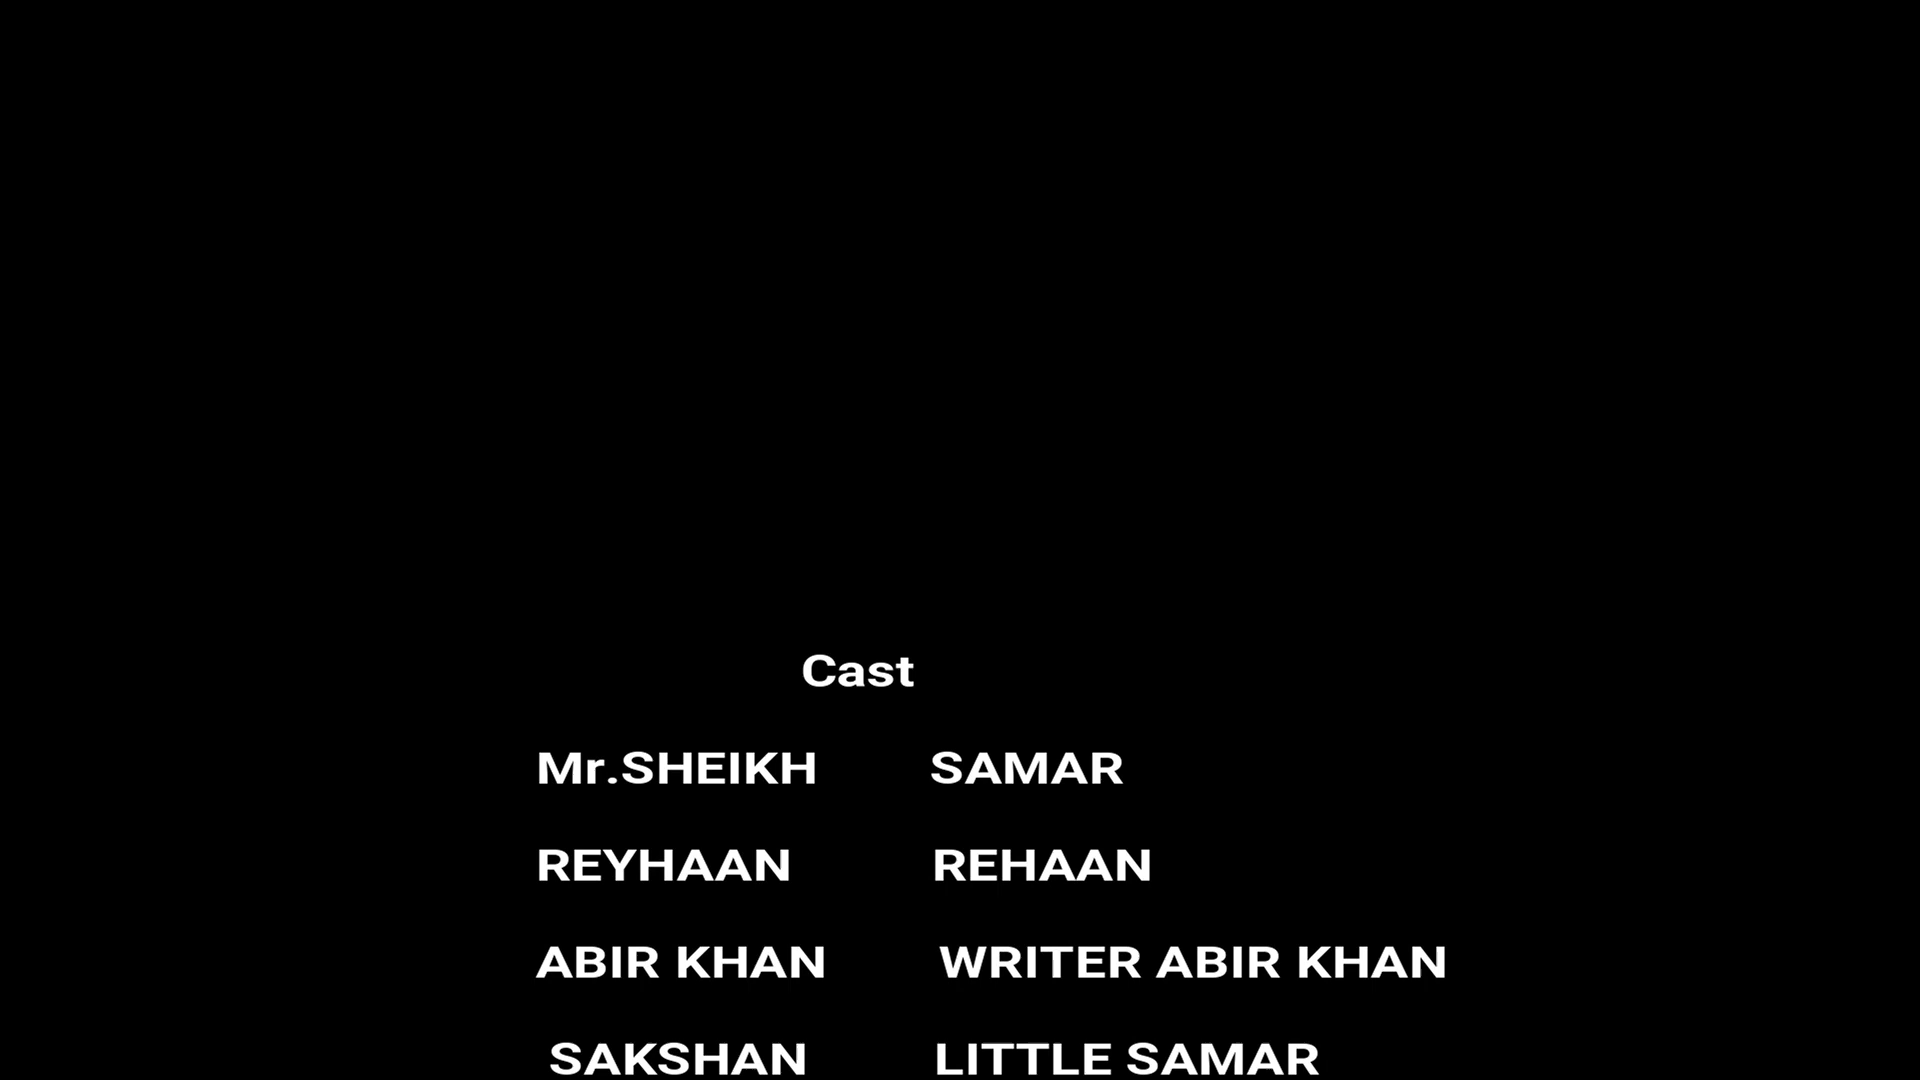 Cast
Mr.SHEIKH SAMAR
REYHAAN REHAAN
ABIR KHAN WRITER ABIR KHAN
SAKSHAN LITTLE SAMAR